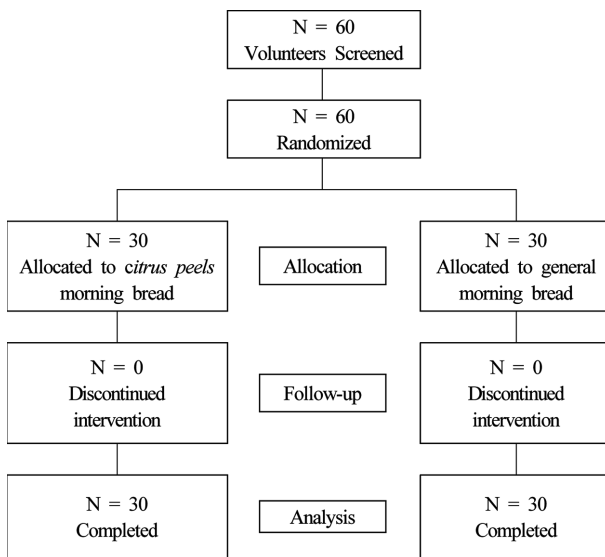 N = 60
Volunteers Screened
N = 60
Randomized
N = 30
Allocated to citrus peels
morning bread
Allocation
N = 30
Allocated to general
morning bread
N = 0
Discontinued
intervention
Follow-up
N = 0
Discontinued
intervention
N = 30
Completed
Analysis
N = 30
Completed